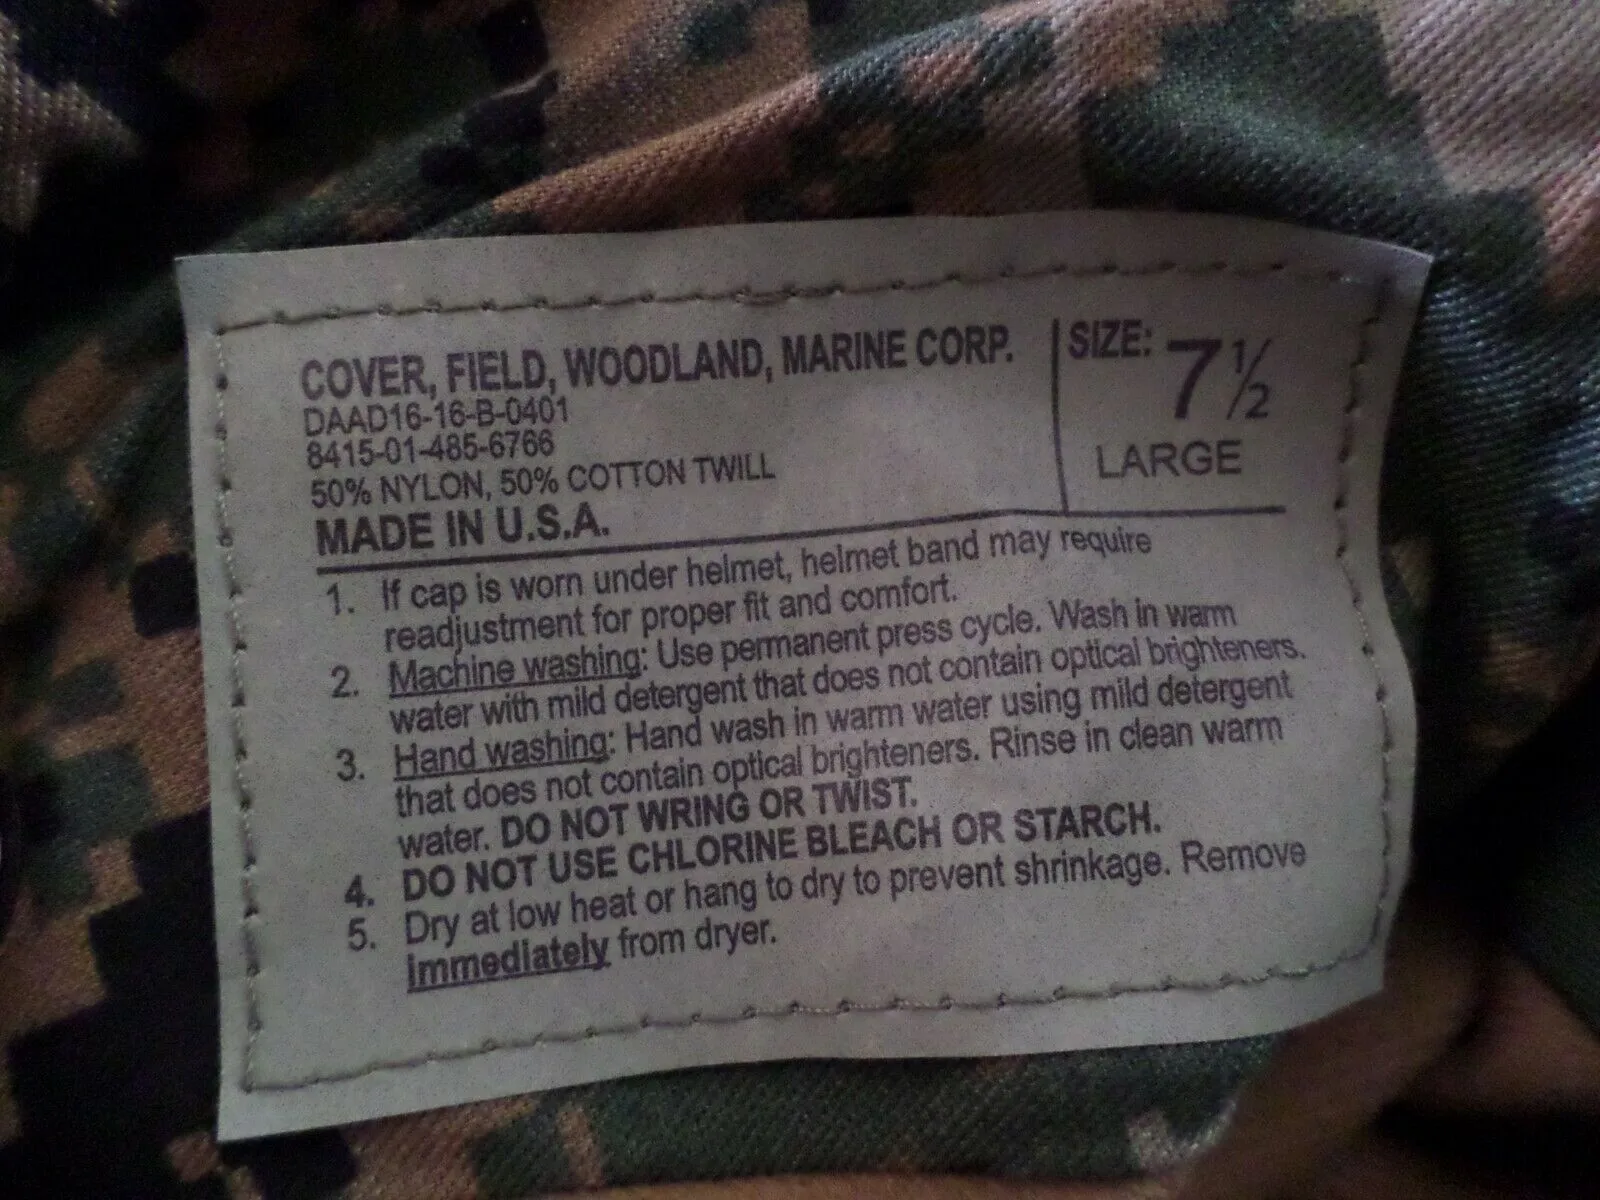 COVER, FIELD, WOODLAND, MARINE CORP.
DAAD16-16-B-0401
8415-01-485-6766
50% NYLON, 50% COTTON TWILL
MADE IN U.S.A.
SIZE: 7 ½
LARGE
1. If cap is worn under helmet, helmet band may require
readjustment for proper fit and comfort.
2. Machine washing: Use permanent press cycle. Wash in warm
water with mild detergent that does not contain optical brighteners.
3. Hand washing: Hand wash in warm water using mild detergent
that does not contain optical brighteners. Rinse in clean warm
water. DO NOT WRING OR TWIST.
4. DO NOT USE CHLORINE BLEACH OR STARCH.
5. Dry at low heat or hang to dry to prevent shrinkage. Remove
immediately from dryer.